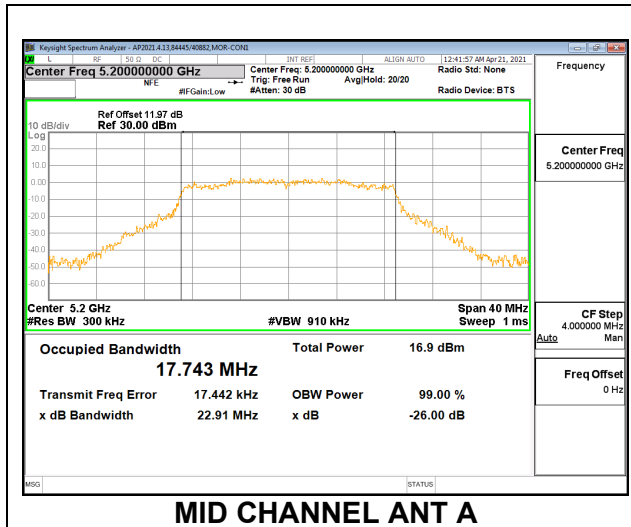 Keysight Spectrum Analyzer - AP2021.4.13,84445/40882,MOR-CON1
L RF 50 Ω DC INT REF ALIGN AUTO 12:41:57 AM Apr 21, 2021
Center Freq 5.200000000 GHz
NFE
#IFGain:Low
Center Freq: 5.200000000 GHz
Trig: Free Run Avg|Hold: 20/20
#Atten: 30 dB
Radio Std: None
Radio Device: BTS
Frequency
Ref Offset 11.97 dB
10 dB/div Ref 30.00 dBm
Log
20.0
10.0
0.00
-10.0
-20.0
-30.0
-40.0
-50.0
-60.0
Center 5.2 GHz Span 40 MHz
#Res BW 300 kHz #VBW 910 kHz Sweep 1 ms
Center Freq
5.200000000 GHz
CF Step
4.000000 MHz
Auto Man
Freq Offset
0 Hz
Occupied Bandwidth Total Power 16.9 dBm
17.743 MHz
Transmit Freq Error 17.442 kHz OBW Power 99.00 %
x dB Bandwidth 22.91 MHz x dB -26.00 dB
MSG STATUS
MID CHANNEL ANT A